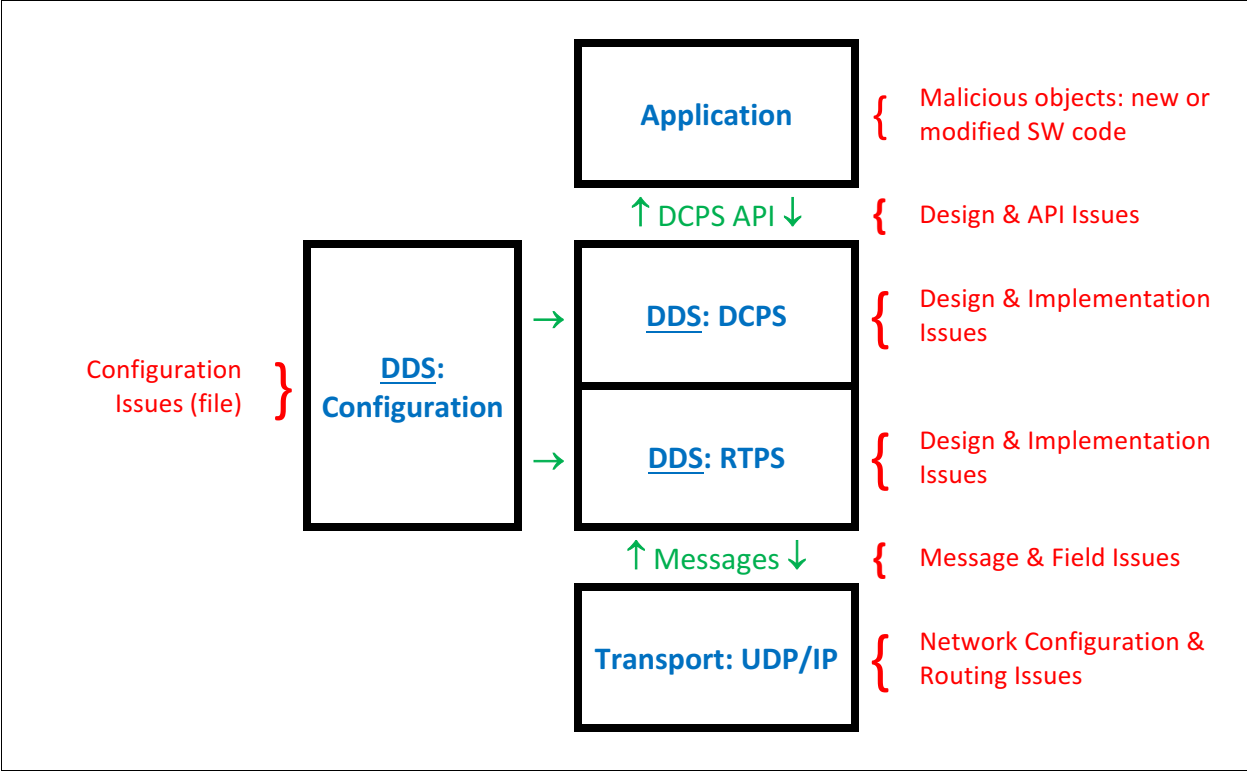 Application
{
Malicious objects: new or
modified SW code
↑ DCPS API ↓
{
Design & API Issues
Configuration
Issues (file)
}
DDS:
Configuration
→
DDS: DCPS
{
Design & Implementation
Issues
→
DDS: RTPS
{
Design & Implementation
Issues
↑ Messages ↓
{
Message & Field Issues
Transport: UDP/IP
{
Network Configuration &
Routing Issues